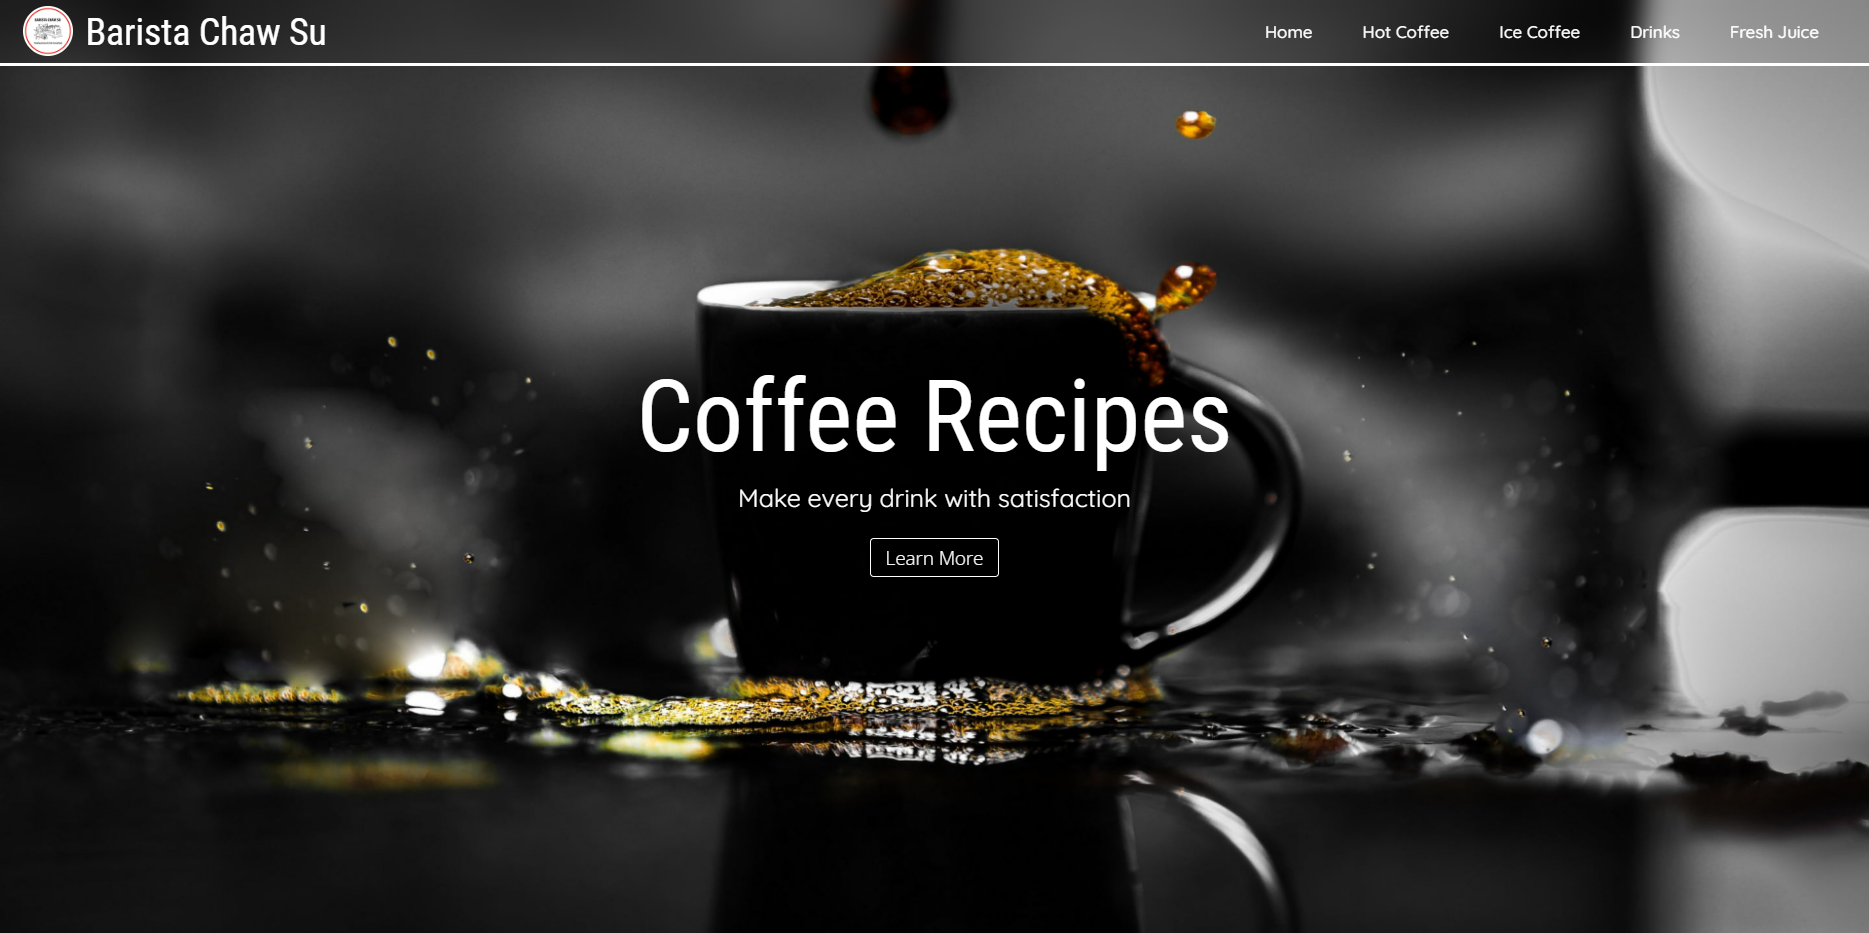 Barista Chaw Su
Home
Hot Coffee
Ice Coffee
Drinks
Fresh Juice
Coffee Recipes
Make every drink with satisfaction
Learn More